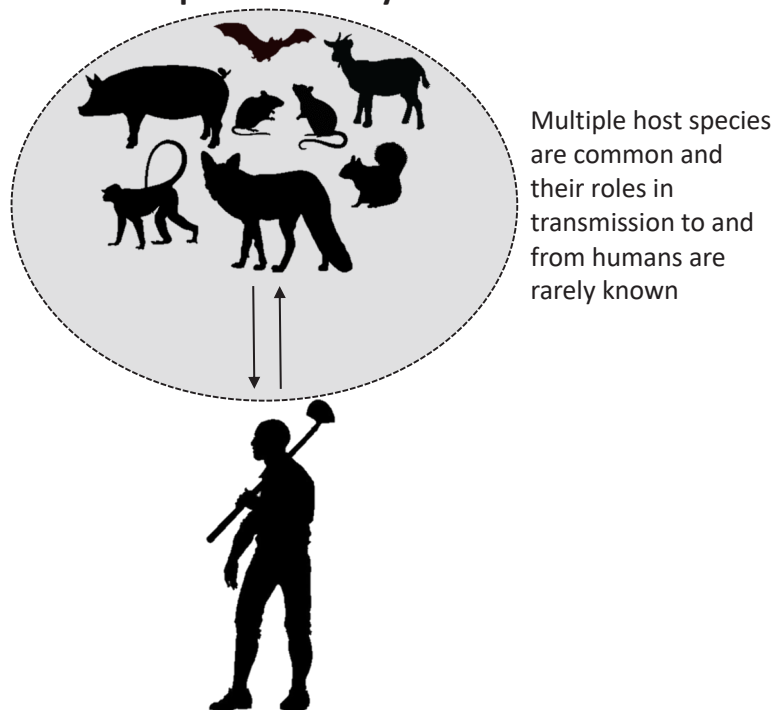 Multiple host species
are common and
their roles in
transmission to and
from humans are
rarely known